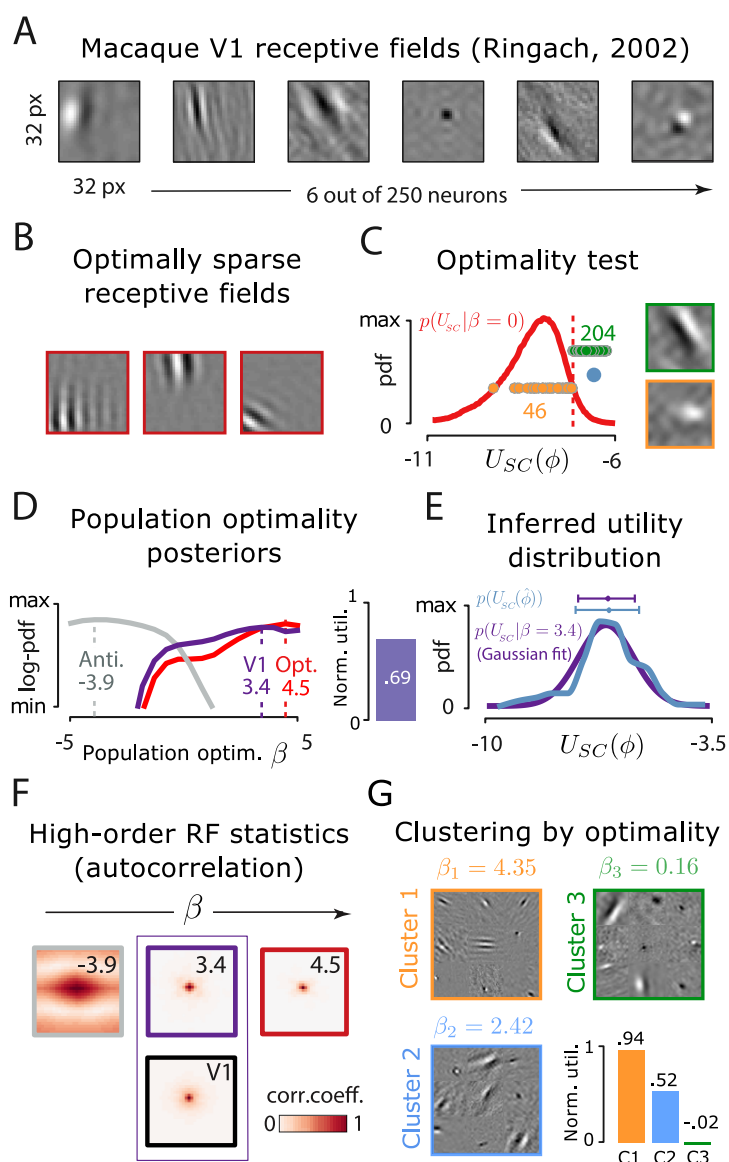 A
Macaque V1 receptive fields (Ringach, 2002)
32 px
32 px
6 out of 250 neurons
B
Optimally sparse
receptive fields
C
Optimality test
max
p(U_SC|β = 0)
204
pdf
46
0
-11
U_SC(ϕ)
-6
D
Population optimality
posteriors
max
log-pdf
min
Anti.
-3.9
V1
3.4
Opt.
4.5
-5
Population optim. β
5
1
Norm. util.
.69
0
E
Inferred utility
distribution
max
p(U_SC(ϕ̂))
p(U_SC|β = 3.4)
(Gaussian fit)
pdf
0
-10
U_SC(ϕ)
-3.5
F
High-order RF statistics
(autocorrelation)
β
-3.9
3.4
4.5
V1
corr.coeff.
0
1
G
Clustering by optimality
β₁ = 4.35
β₃ = 0.16
Cluster 1
Cluster 3
β₂ = 2.42
Cluster 2
Norm. util.
1
0
.94
.52
-.02
C1
C2
C3